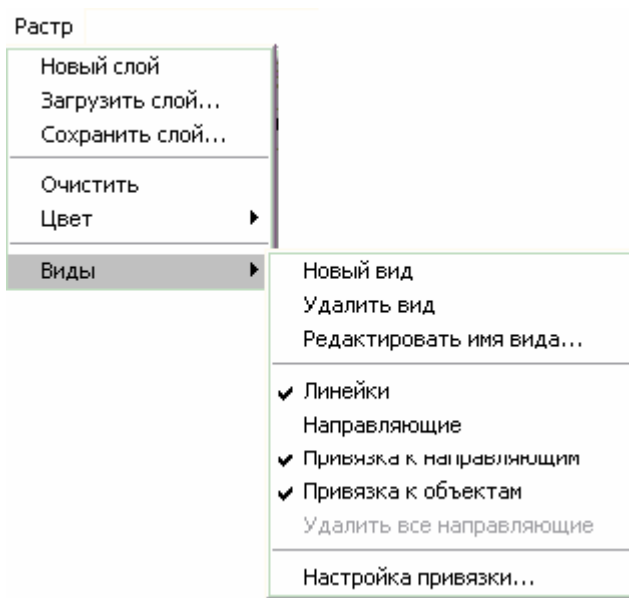 Растр
Новый слой
Загрузить слой...
Сохранить слой...
Очистить
Цвет
Виды
Новый вид
Удалить вид
Редактировать имя вида...
Линейки
Направляющие
Привязка к направляющим
Привязка к объектам
Удалить все направляющие
Настройка привязки...